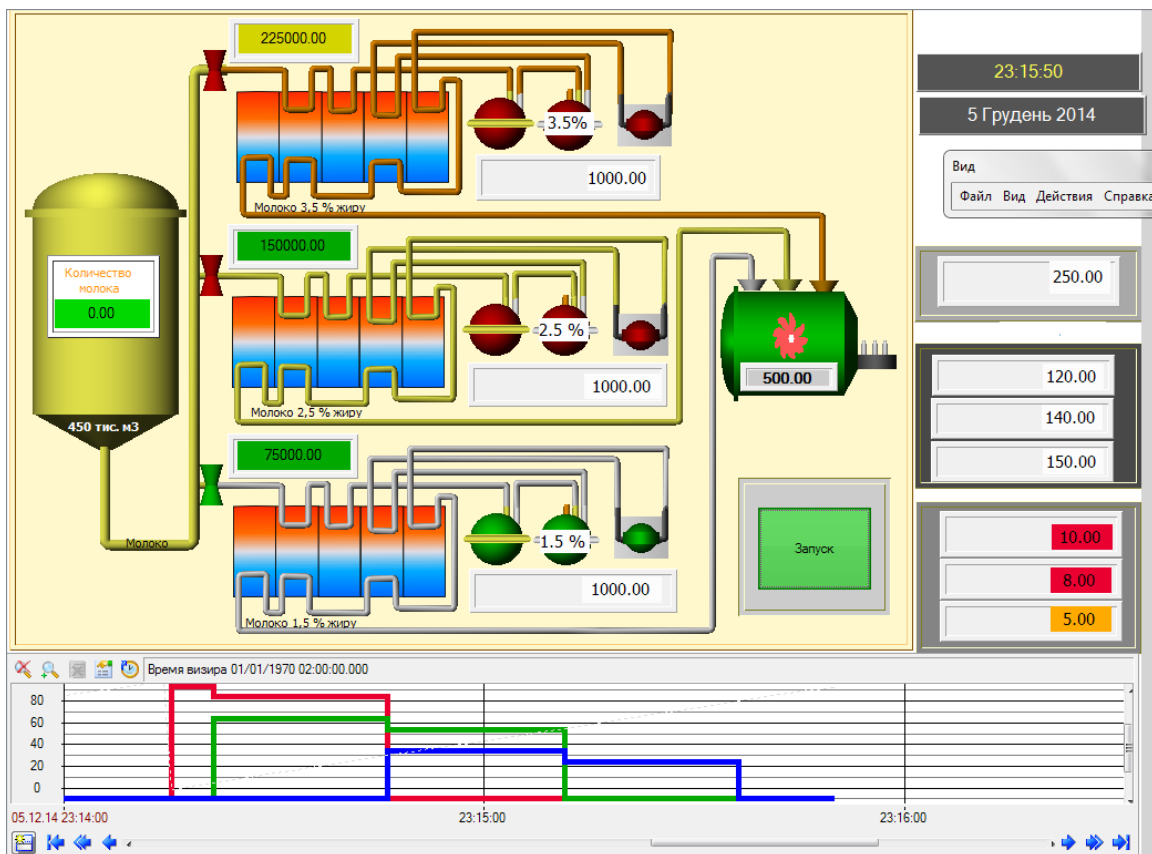 225000.00
23:15:50
5 Грудень 2014
3.5%
1000.00
Вид
Файл Вид Действия Справка
Молоко 3,5 % жиру
150000.00
Количество
молока
0.00
250.00
2.5 %
500.00
1000.00
120.00
Молоко 2,5 % жиру
140.00
450 тис. м3
75000.00
150.00
Молоко
1.5 %
Запуск
10.00
1000.00
8.00
Молоко 1,5 % жиру
5.00
Время визира 01/01/1970 02:00:00.000
80
60
40
20
0
05.12.14 23:14:00
23:15:00
23:16:00